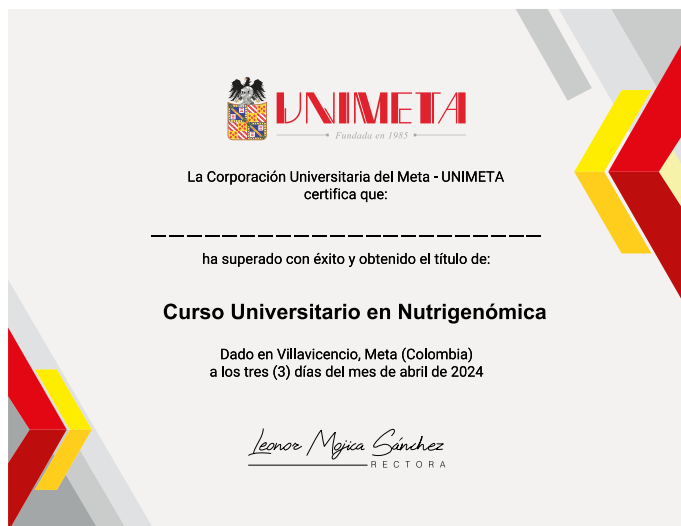 UNIMETA
Fundada en 1985
La Corporación Universitaria del Meta - UNIMETA
certifica que:
ha superado con éxito y obtenido el título de:
Curso Universitario en Nutrigenómica
Dado en Villavicencio, Meta (Colombia)
a los tres (3) días del mes de abril de 2024
Leonor Mojica Sánchez
RECTORA